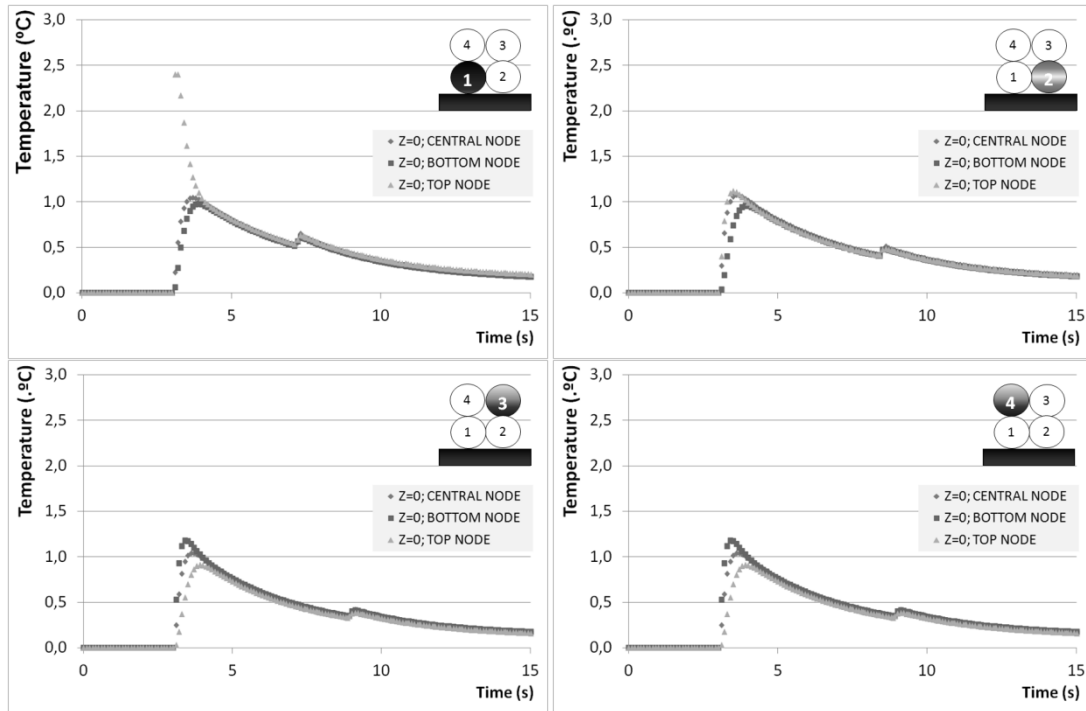 Temperature (ºC)
3,0
2,5
2,0
1,5
1,0
0,5
0,0
0
5
10
15
Time (s)
4 3
1 2
Z=0; CENTRAL NODE
Z=0; BOTTOM NODE
Z=0; TOP NODE
Temperature (.ºC)
3,0
2,5
2,0
1,5
1,0
0,5
0,0
0
5
10
15
Time (s)
4 3
1 2
Z=0; CENTRAL NODE
Z=0; BOTTOM NODE
Z=0; TOP NODE
Temperature (.ºC)
3,0
2,5
2,0
1,5
1,0
0,5
0,0
0
5
10
15
Time (s)
4 3
1 2
Z=0; CENTRAL NODE
Z=0; BOTTOM NODE
Z=0; TOP NODE
Temperature (.ºC)
3,0
2,5
2,0
1,5
1,0
0,5
0,0
0
5
10
15
Time (s)
4 3
1 2
Z=0; CENTRAL NODE
Z=0; BOTTOM NODE
Z=0; TOP NODE